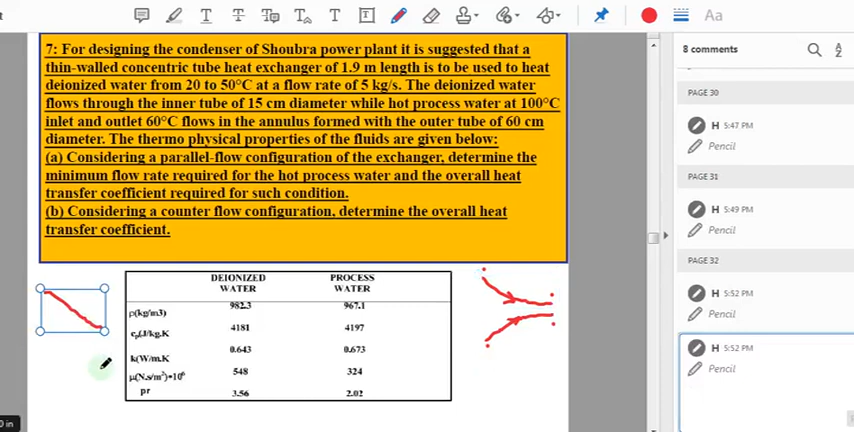 Aa
8 comments
7: For designing the condenser of Shoubra power plant it is suggested that a
thin-walled concentric tube heat exchanger of 1.9 m length is to be used to heat
deionized water from 20 to 50°C at a flow rate of 5 kg/s. The deionized water
flows through the inner tube of 15 cm diameter while hot process water at 100°C
inlet and outlet 60°C flows in the annulus formed with the outer tube of 60 cm
diameter. The thermo physical properties of the fluids are given below:
(a) Considering a parallel-flow configuration of the exchanger, determine the
minimum flow rate required for the hot process water and the overall heat
transfer coefficient required for such condition.
(b) Considering a counter flow configuration, determine the overall heat
transfer coefficient.
DEIONIZED PROCESS
WATER WATER
ρ(kg/m3) 982.3 967.1
cp(J/kg.K 4181 4197
k(W/m.K 0.643 0.673
μ(N.s/m²)*10⁶ 548 324
pr 3.56 2.02
0 in
PAGE 30
H 5:47 PM
Pencil
PAGE 31
H 5:49 PM
Pencil
PAGE 32
H 5:52 PM
Pencil
H 5:52 PM
Pencil